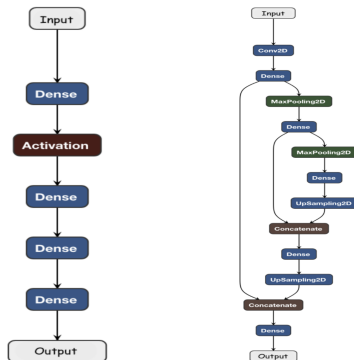 Input
Dense
Activation
Dense
Dense
Dense
Output
Input
Conv2D
Dense
MaxPooling2D
Dense
MaxPooling2D
Dense
UpSampling2D
Concatenate
Dense
UpSampling2D
Concatenate
Dense
Output